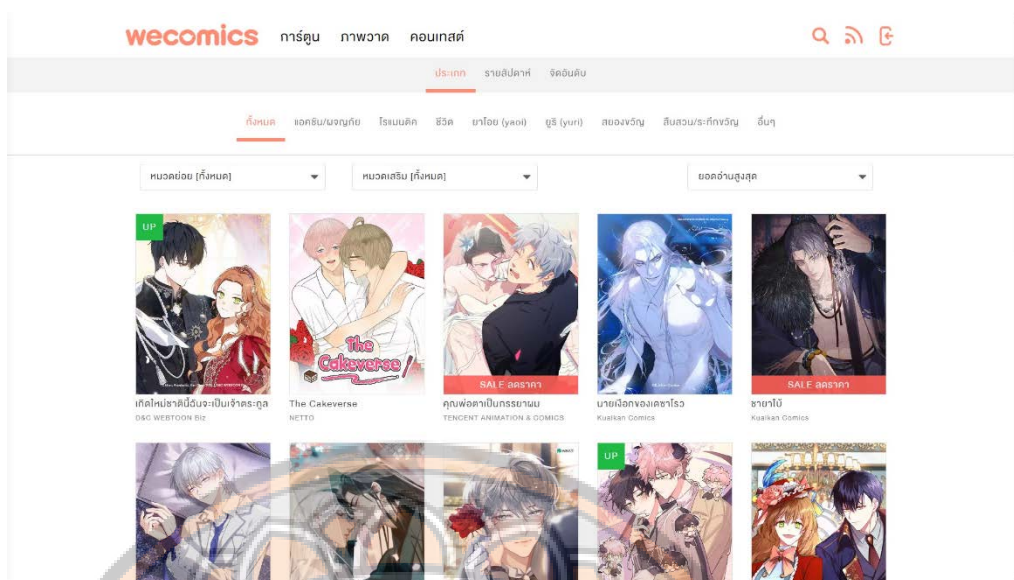 wecomics การ์ตูน ภาพวาด คอนเทสต์
ประเภท รายสัปดาห์ จัดอันดับ
ทั้งหมด แอคชัน/ผจญภัย โรแมนติก ชีวิต ยาโอย (yaoi) ยูริ (yuri) สยองขวัญ สืบสวน/ระทึกขวัญ อื่นๆ
หมวดย่อย [ทั้งหมด] หมวดเสริม [ทั้งหมด] ยอดอ่านสูงสุด
UP
The Cakeverse
SALE ลดราคา SALE ลดราคา
เกิดใหม่ชาตินี้ฉันจะเป็นเจ้าตระกูล The Cakeverse คุณพ่อตาเป็นภรรยาผม นายเงือกของเดชาโรว ชายาใบ้
D&C WEBTOON Biz NETTO TENCENT ANIMATION & COMICS Kuaikan Comics Kuaikan Comics
UP